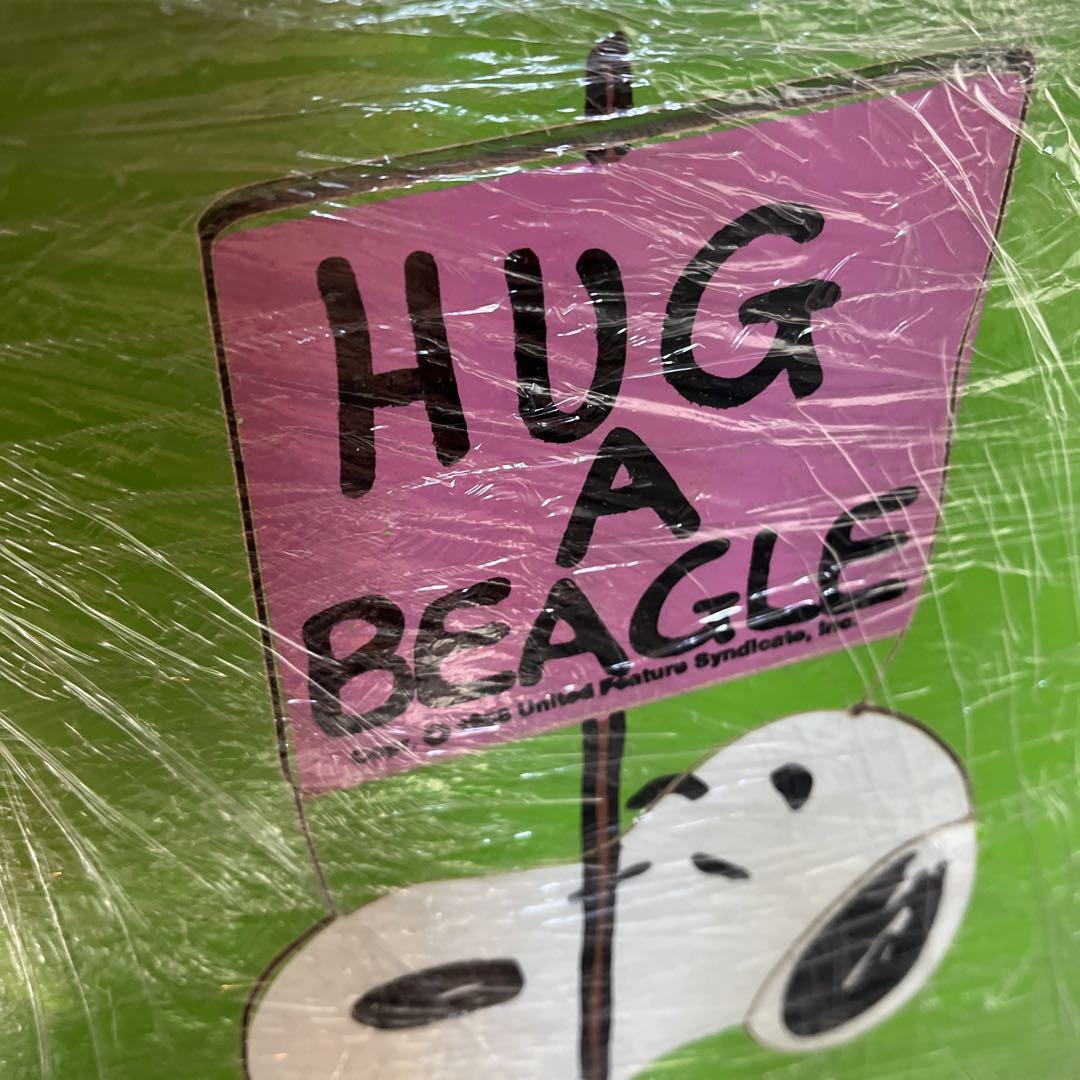 HUG
A
BEAGLE
© United Feature Syndicate, Inc.